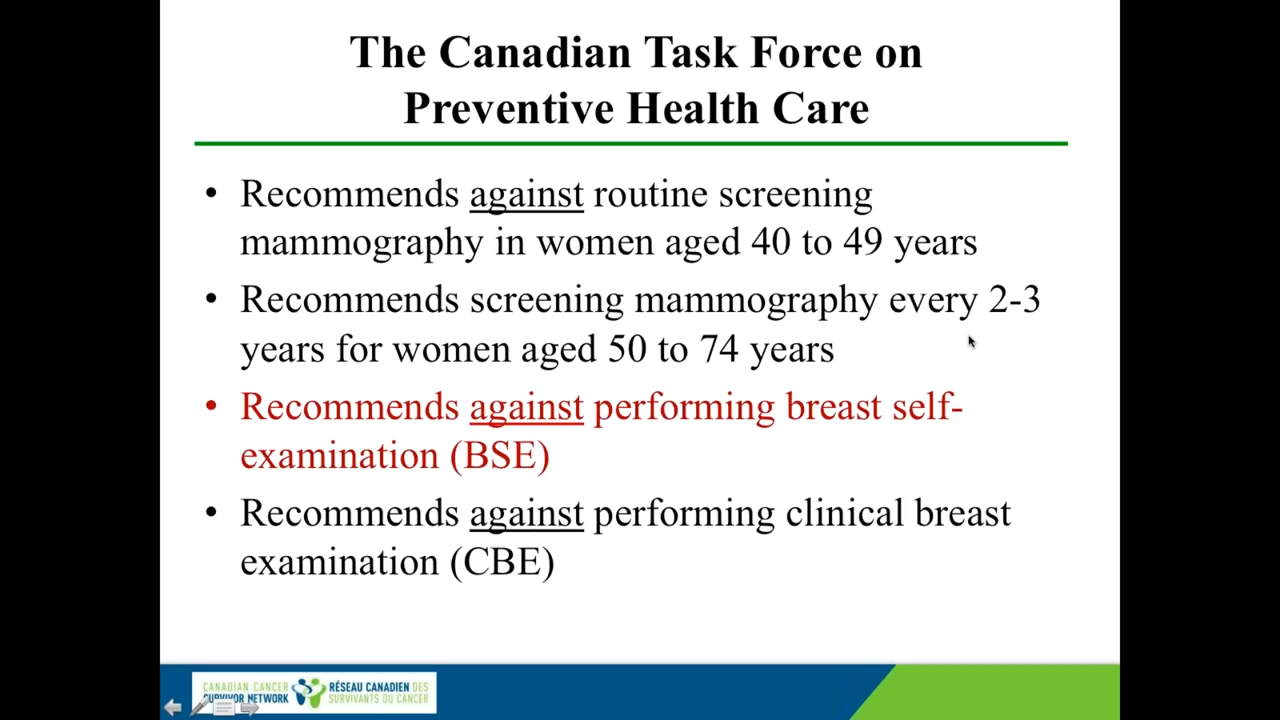 The Canadian Task Force on
Preventive Health Care
• Recommends against routine screening
mammography in women aged 40 to 49 years
• Recommends screening mammography every 2-3
years for women aged 50 to 74 years
• Recommends against performing breast self-
examination (BSE)
• Recommends against performing clinical breast
examination (CBE)
CANADIAN CANCER
SURVIVOR NETWORK
RÉSEAU CANADIEN DES
SURVIVANTS DU CANCER